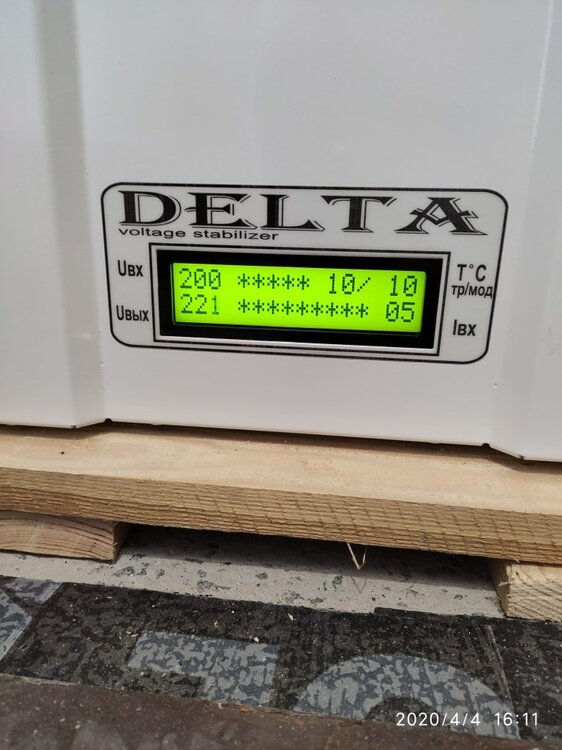 DELTA
voltage stabilizer
Uвх
200 ***** 10/ 10
T°C
тр/мод
Uвых
221 ********* 05
Iвх
2020/4/4 16:11